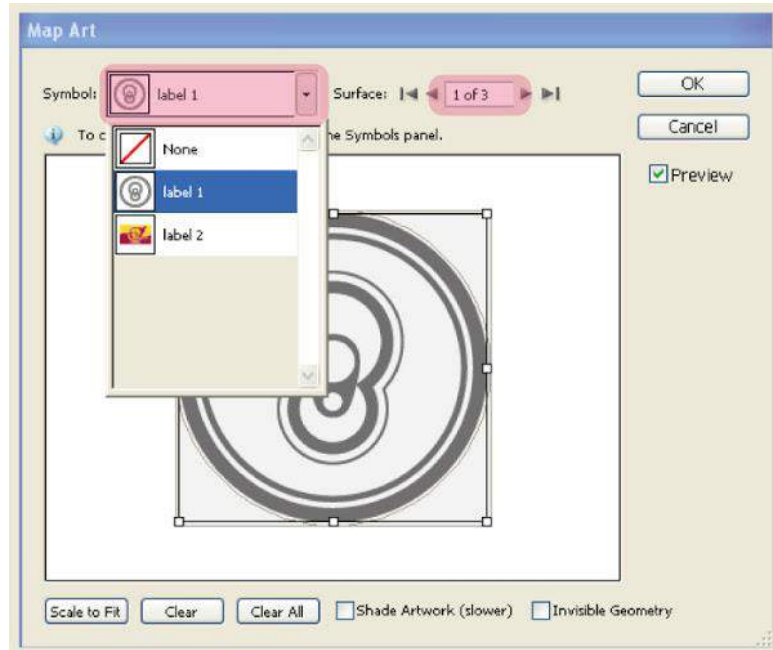 Map Art
Symbol: label 1 Surface: 1 of 3 OK
To c e Symbols panel. Cancel
None Preview
label 1
label 2
Scale to Fit Clear Clear All Shade Artwork (slower) Invisible Geometry